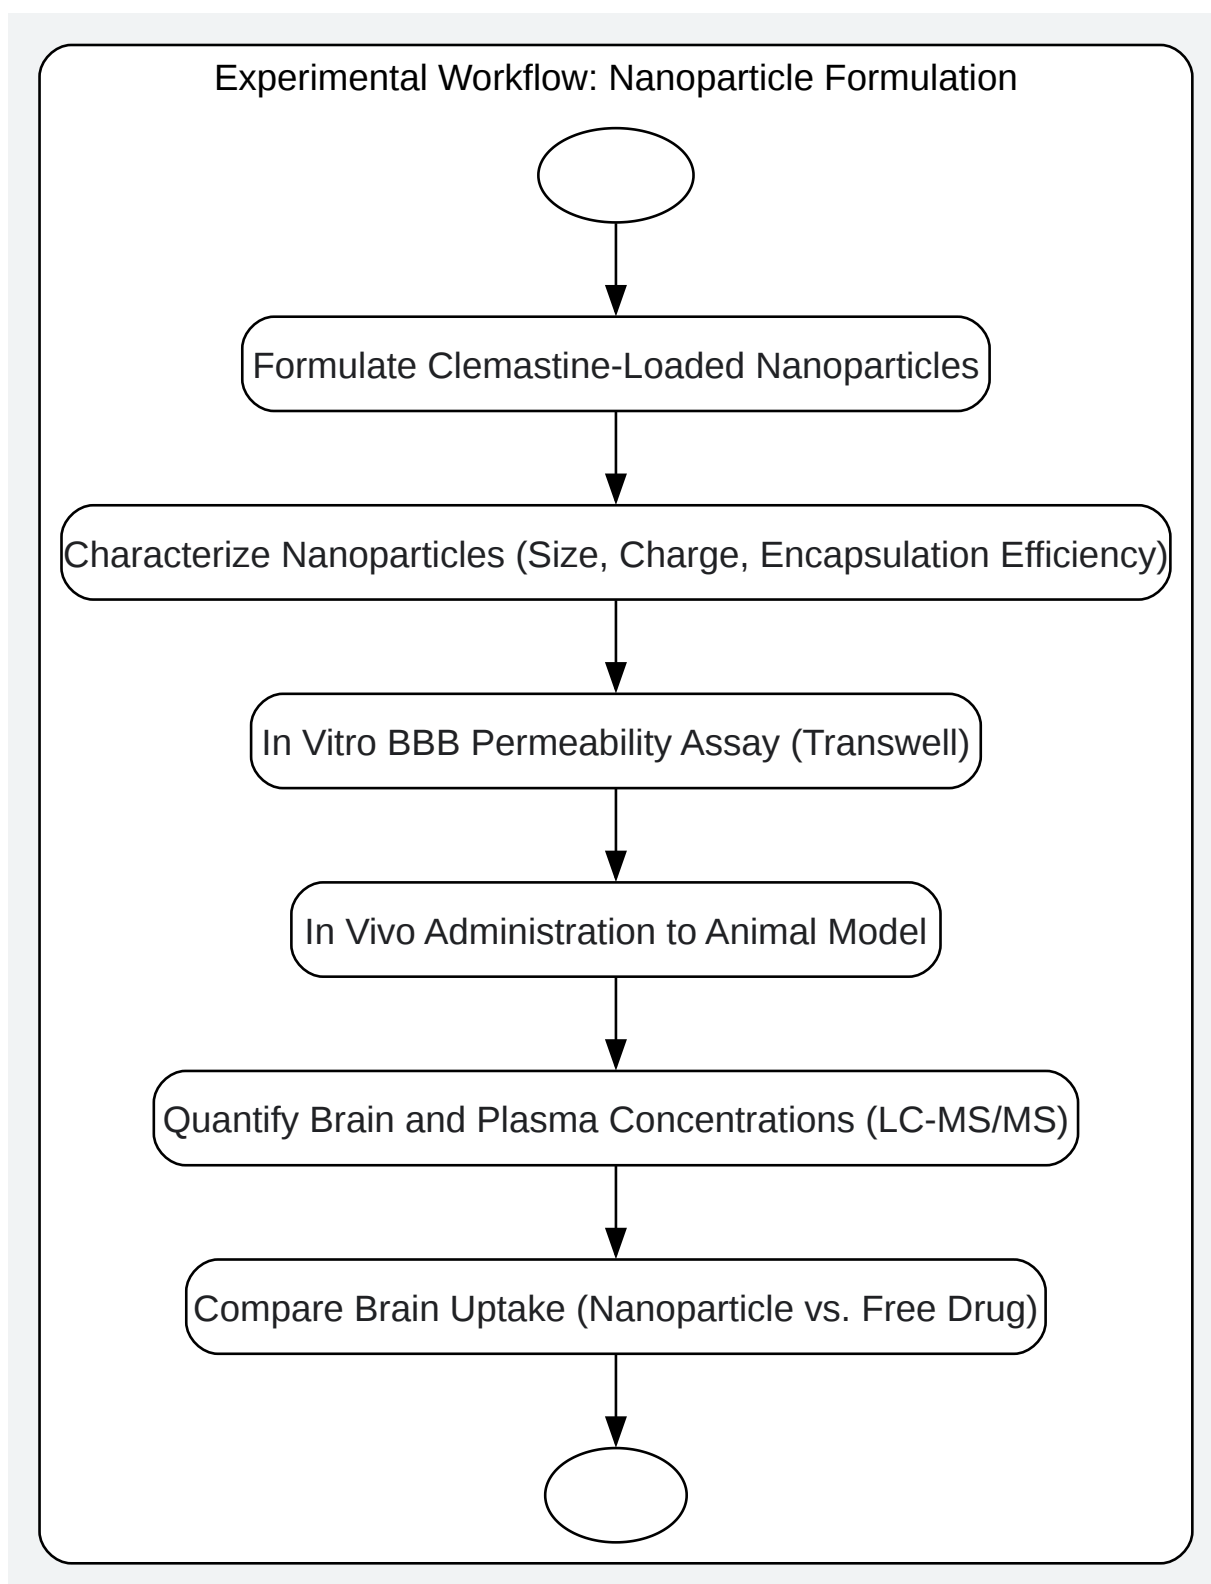 Experimental Workflow: Nanoparticle Formulation
Formulate Clemastine-Loaded Nanoparticles
Characterize Nanoparticles (Size, Charge, Encapsulation Efficiency)
In Vitro BBB Permeability Assay (Transwell)
In Vivo Administration to Animal Model
Quantify Brain and Plasma Concentrations (LC-MS/MS)
Compare Brain Uptake (Nanoparticle vs. Free Drug)